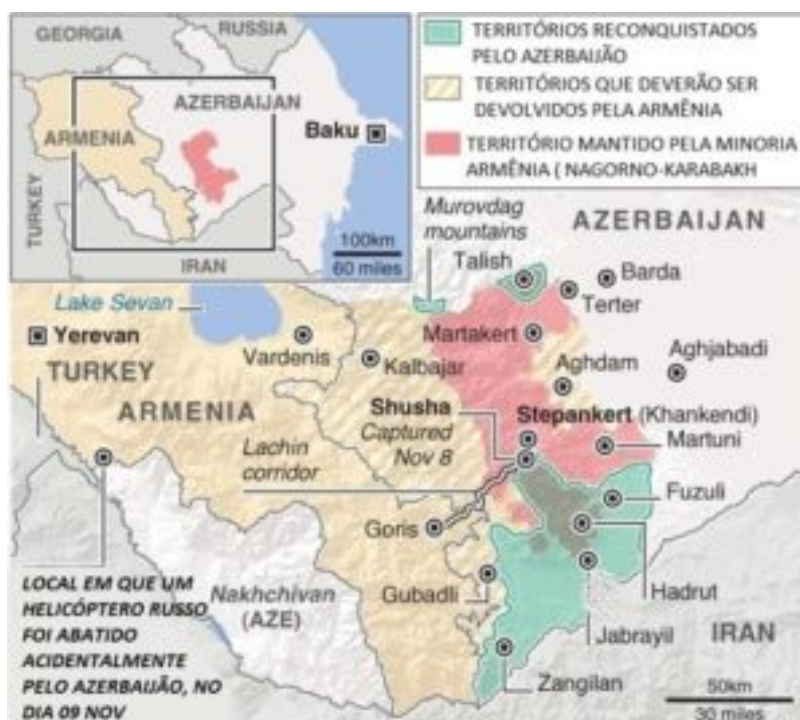 GEORGIA
RUSSIA
AZERBAIJAN
ARMENIA
Baku
TURKEY
IRAN
100km
60 miles
TERRITÓRIOS RECONQUISTADOS
PELO AZERBAIJÃO
TERRITÓRIOS QUE DEVERÃO SER
DEVOLVIDOS PELA ARMÊNIA
TERRITÓRIO MANTIDO PELA MINORIA
ARMÊNIA ( NAGORNO-KARABAKH
Murovdag
mountains
AZERBAIJAN
Talish
Barda
Terter
Lake Sevan
Yerevan
Vardenis
Kalbajar
Martakert
Aghdam
Aghjabadi
TURKEY
ARMENIA
Shusha
Captured
Nov 8
Stepankert (Khankendi)
Martuni
Lachin
corridor
Fuzuli
Goris
LOCAL EM QUE UM
HELICÓPTERO RUSSO
FOI ABATIDO
ACIDENTALMENTE
PELO AZERBAIJÃO, NO
DIA 09 NOV
Nakhchivan
(AZE)
Gubadli
Hadrut
Jabrayil
IRAN
Zangilan
50km
30 miles